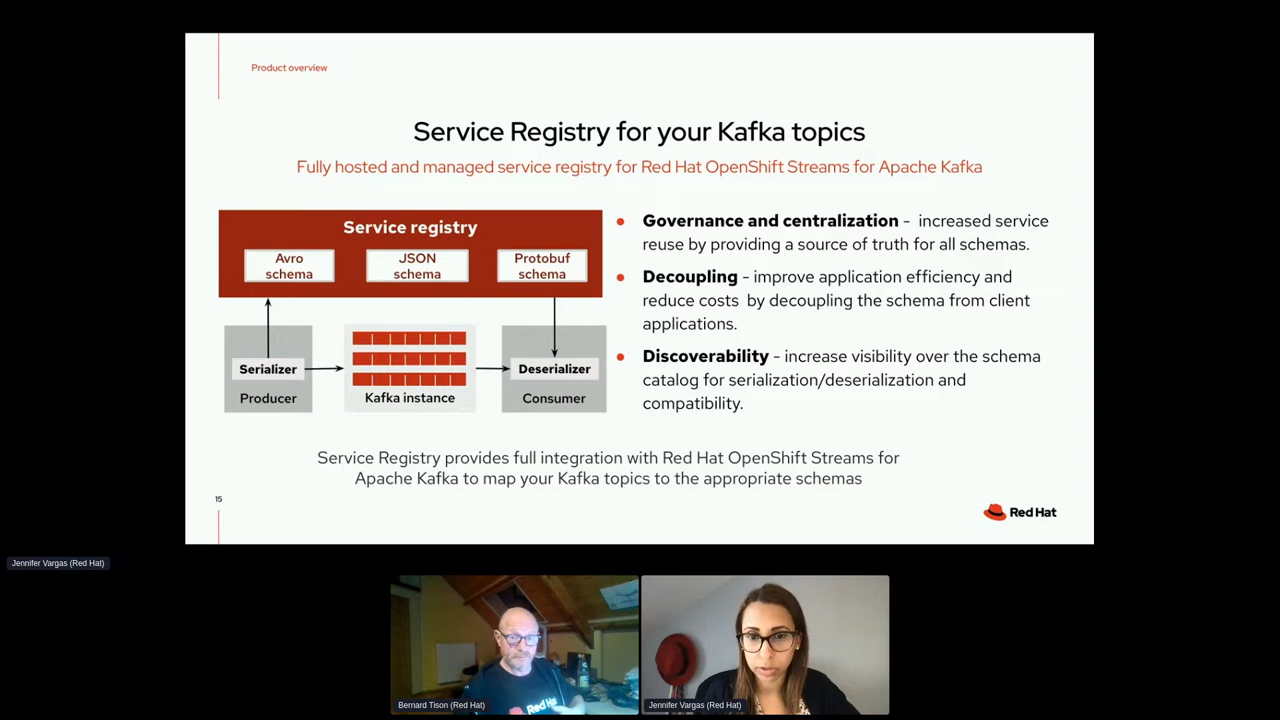 Product overview
Service Registry for your Kafka topics
Fully hosted and managed service registry for Red Hat OpenShift Streams for Apache Kafka
Service registry
Avro
schema
JSON
schema
Protobuf
schema
Serializer
Producer
Kafka instance
Deserializer
Consumer
● Governance and centralization - increased service
reuse by providing a source of truth for all schemas.
● Decoupling - improve application efficiency and
reduce costs by decoupling the schema from client
applications.
● Discoverability - increase visibility over the schema
catalog for serialization/deserialization and
compatibility.
Service Registry provides full integration with Red Hat OpenShift Streams for
Apache Kafka to map your Kafka topics to the appropriate schemas
15
Red Hat
Jennifer Vargas (Red Hat)
Red Hat
Bernard Tison (Red Hat)
Jennifer Vargas (Red Hat)